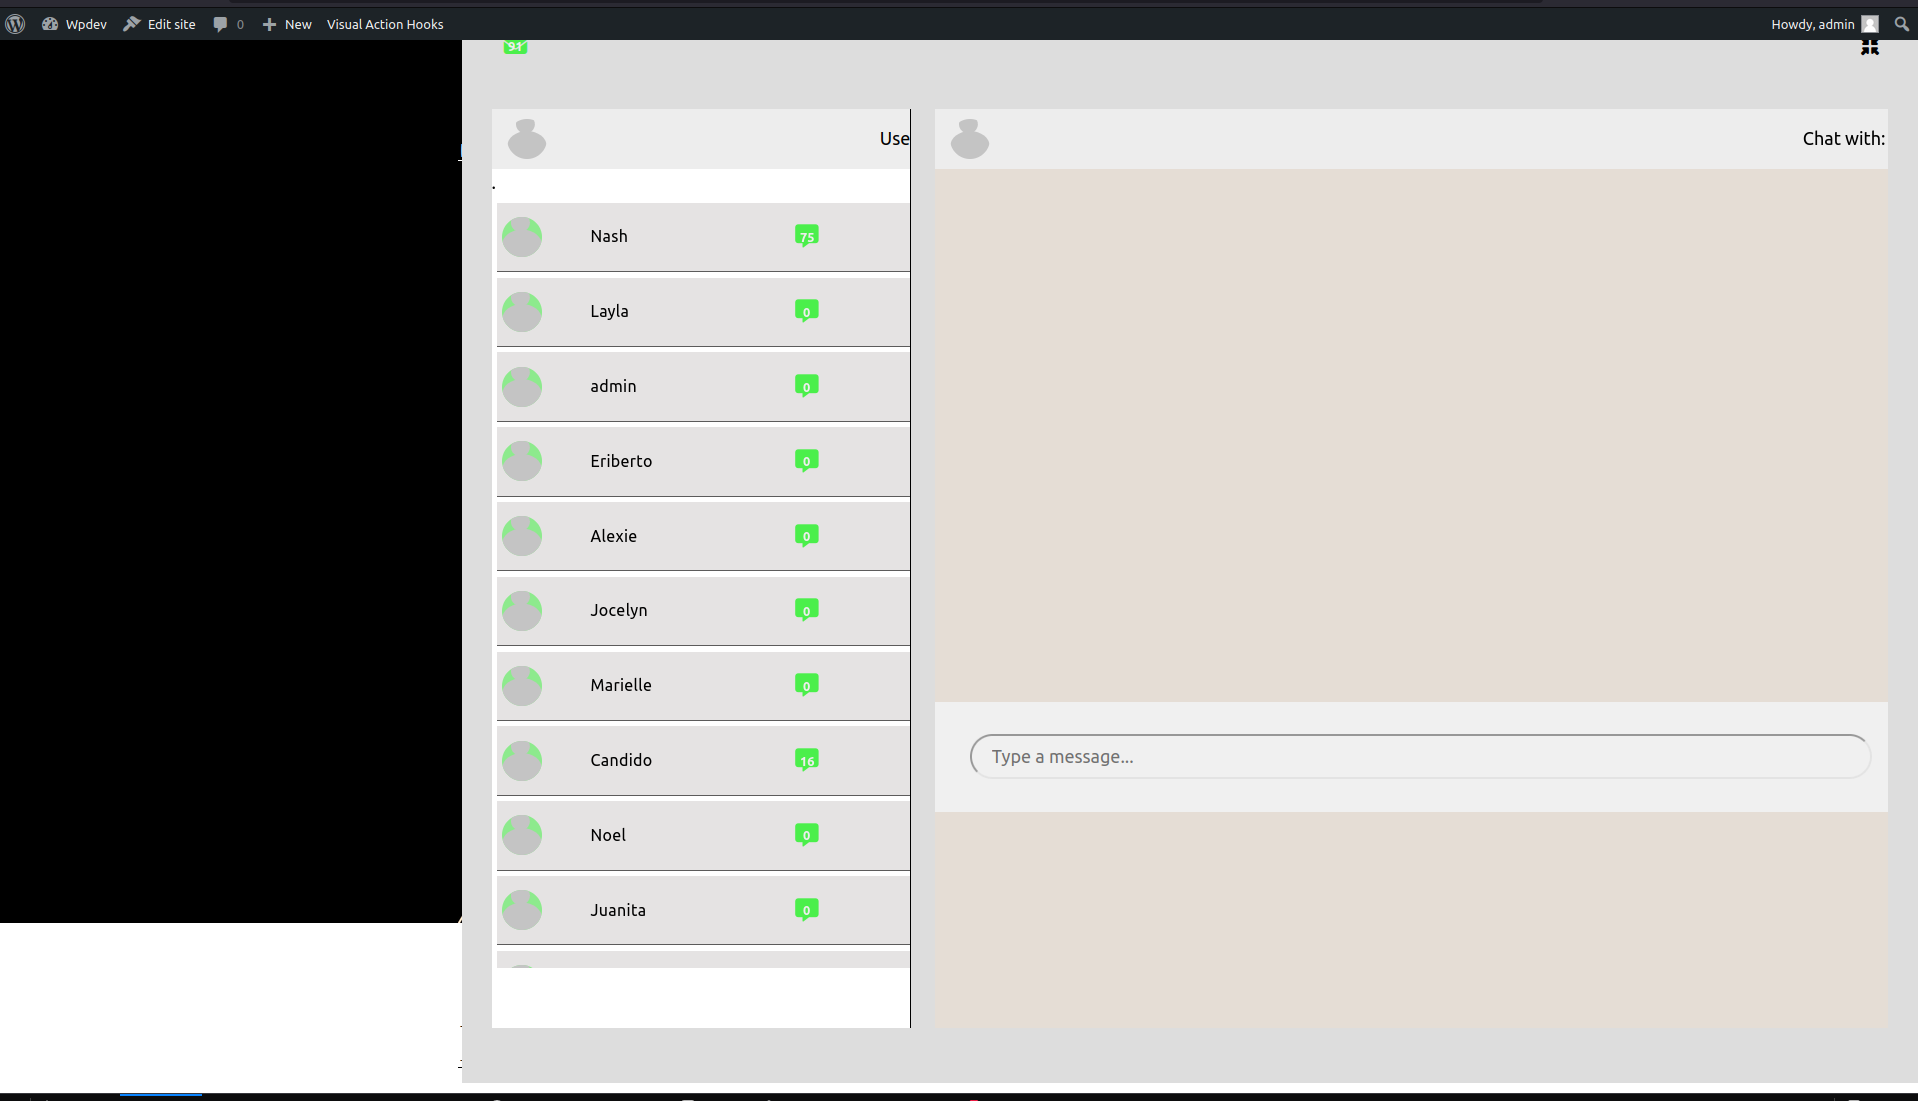 Wpdev Edit site 0 New Visual Action Hooks Howdy, admin
91
Use
Chat with:
.
Nash 75
Layla 0
admin 0
Eriberto 0
Alexie 0
Jocelyn 0
Marielle 0
Candido 16
Noel 0
Juanita 0
Type a message...